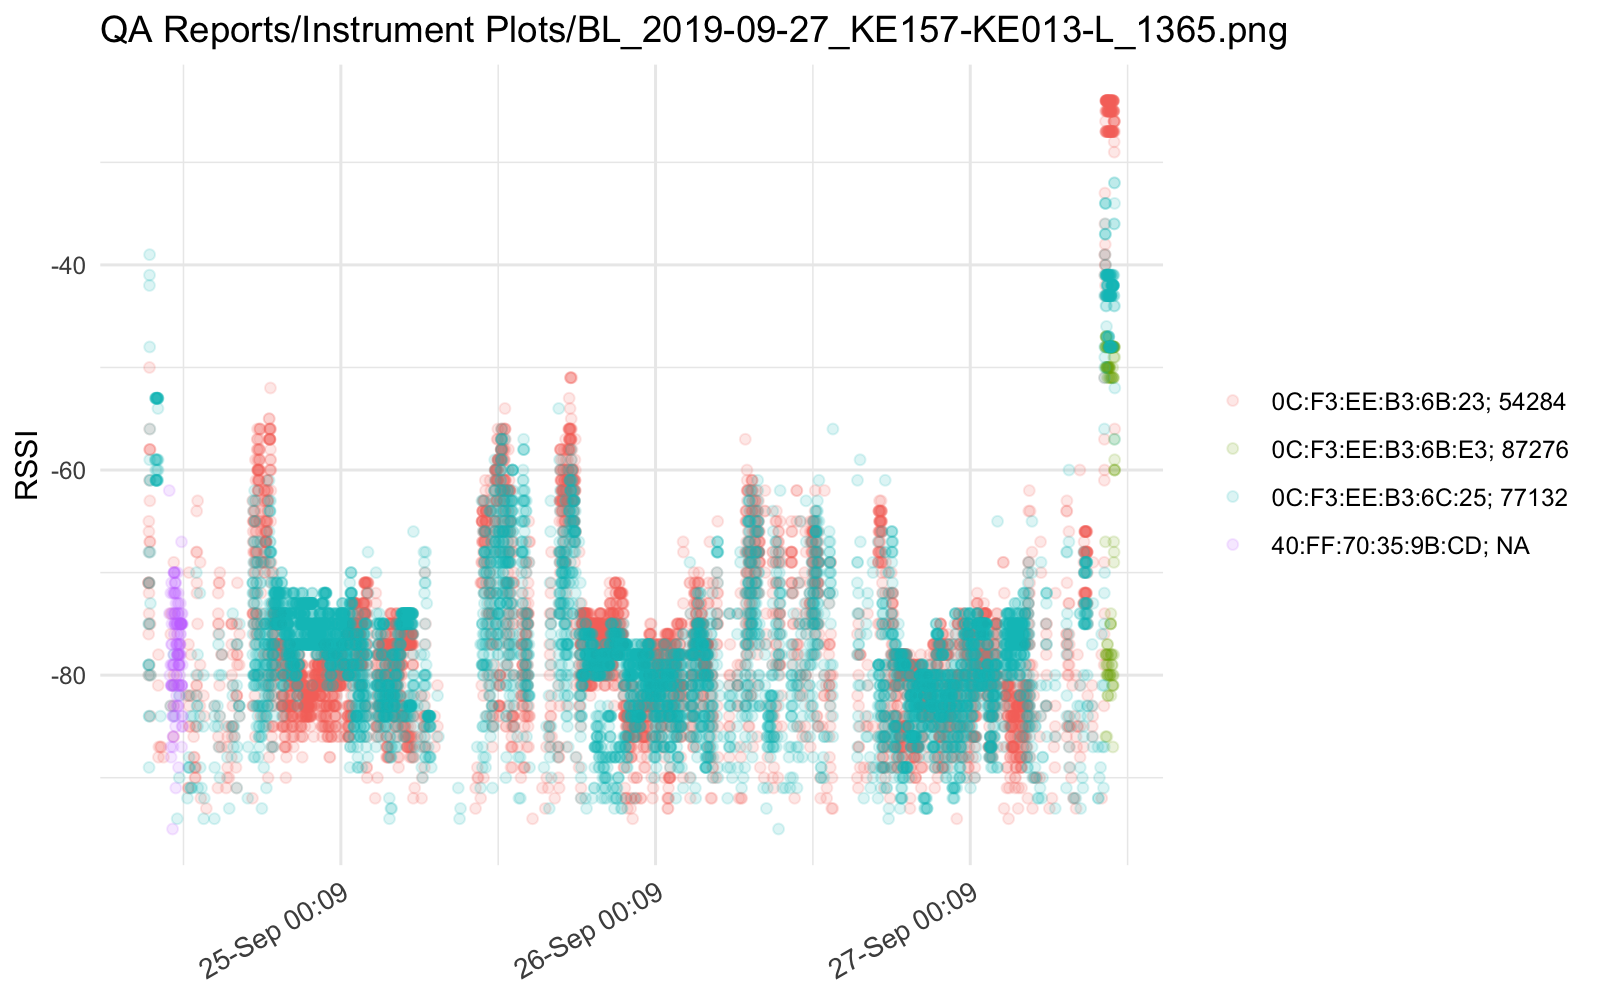 QA Reports/Instrument Plots/BL_2019-09-27_KE157-KE013-L_1365.png
RSSI
-40
-60
-80
25-Sep 00:09
26-Sep 00:09
27-Sep 00:09
0C:F3:EE:B3:6B:23; 54284
0C:F3:EE:B3:6B:E3; 87276
0C:F3:EE:B3:6C:25; 77132
40:FF:70:35:9B:CD; NA